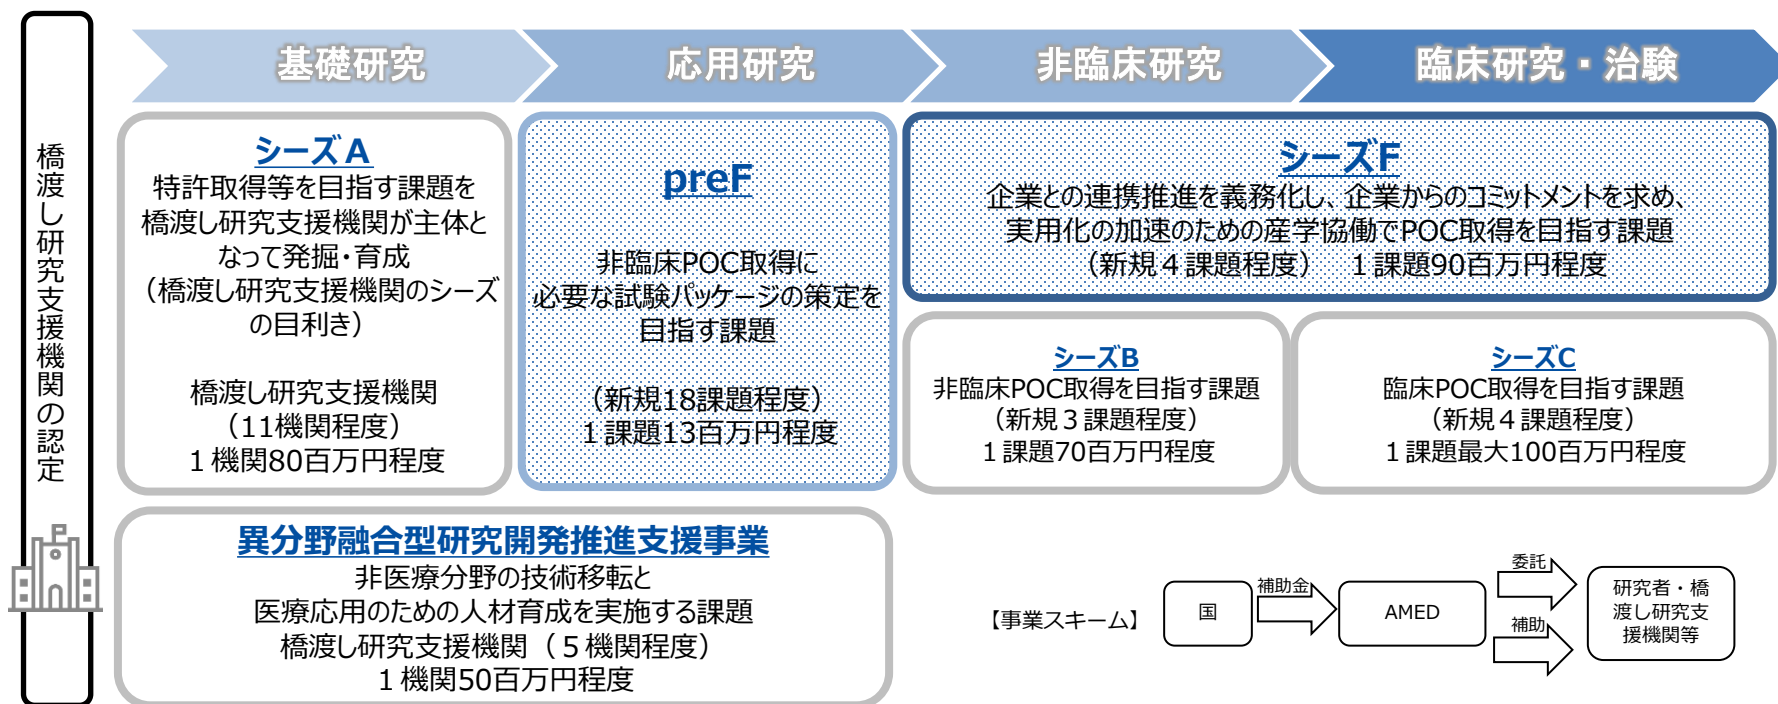 橋渡し研究支援機関の認定
基礎研究
応用研究
非臨床研究
臨床研究・治験
シーズA
特許取得等を目指す課題を
橋渡し研究支援機関が主体と
なって発掘・育成
（橋渡し研究支援機関のシーズ
の目利き）
橋渡し研究支援機関
（11機関程度）
１機関80百万円程度
preF
非臨床POC取得に
必要な試験パッケージの策定を
目指す課題
（新規18課題程度）
１課題13百万円程度
シーズF
企業との連携推進を義務化し、企業からのコミットメントを求め、
実用化の加速のための産学協働でPOC取得を目指す課題
（新規４課題程度）　１課題90百万円程度
シーズB
非臨床POC取得を目指す課題
（新規３課題程度）
１課題70百万円程度
シーズC
臨床POC取得を目指す課題
（新規４課題程度）
１課題最大100百万円程度
異分野融合型研究開発推進支援事業
非医療分野の技術移転と
医療応用のための人材育成を実施する課題
橋渡し研究支援機関（５機関程度）
１機関50百万円程度
【事業スキーム】
国
補助金
AMED
委託
補助
研究者・橋
渡し研究支
援機関等